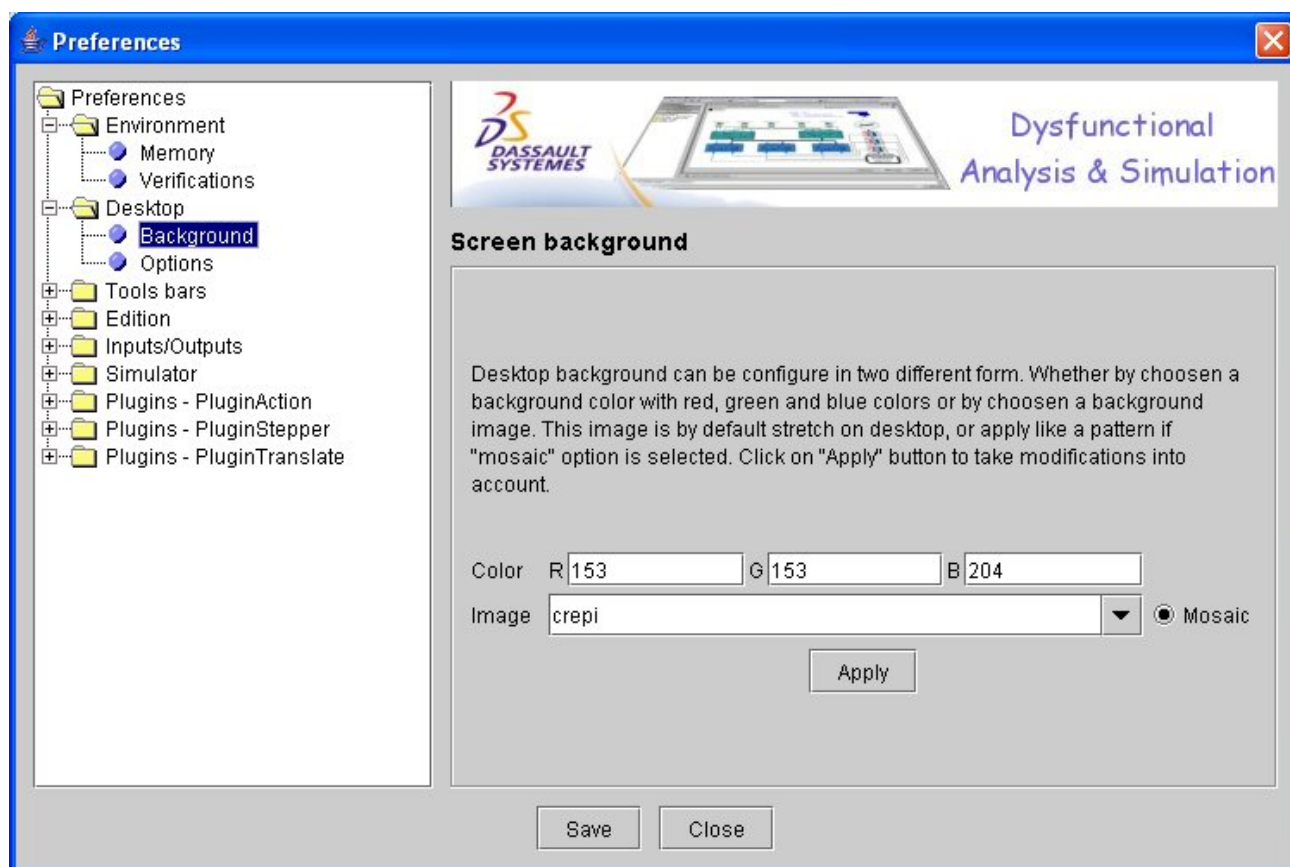 Preferences
Preferences
Environment
Memory
Verifications
Desktop
Background
Options
Tools bars
Edition
Inputs/Outputs
Simulator
Plugins - PluginAction
Plugins - PluginStepper
Plugins - PluginTranslate
DASSAULT
SYSTEMES
Dysfunctional
Analysis & Simulation
Screen background
Desktop background can be configure in two different form. Whether by choosen a
background color with red, green and blue colors or by choosen a background
image. This image is by default stretch on desktop, or apply like a pattern if
"mosaic" option is selected. Click on "Apply" button to take modifications into
account.
Color R 153 G 153 B 204
Image crepi Mosaic
Apply
Save Close